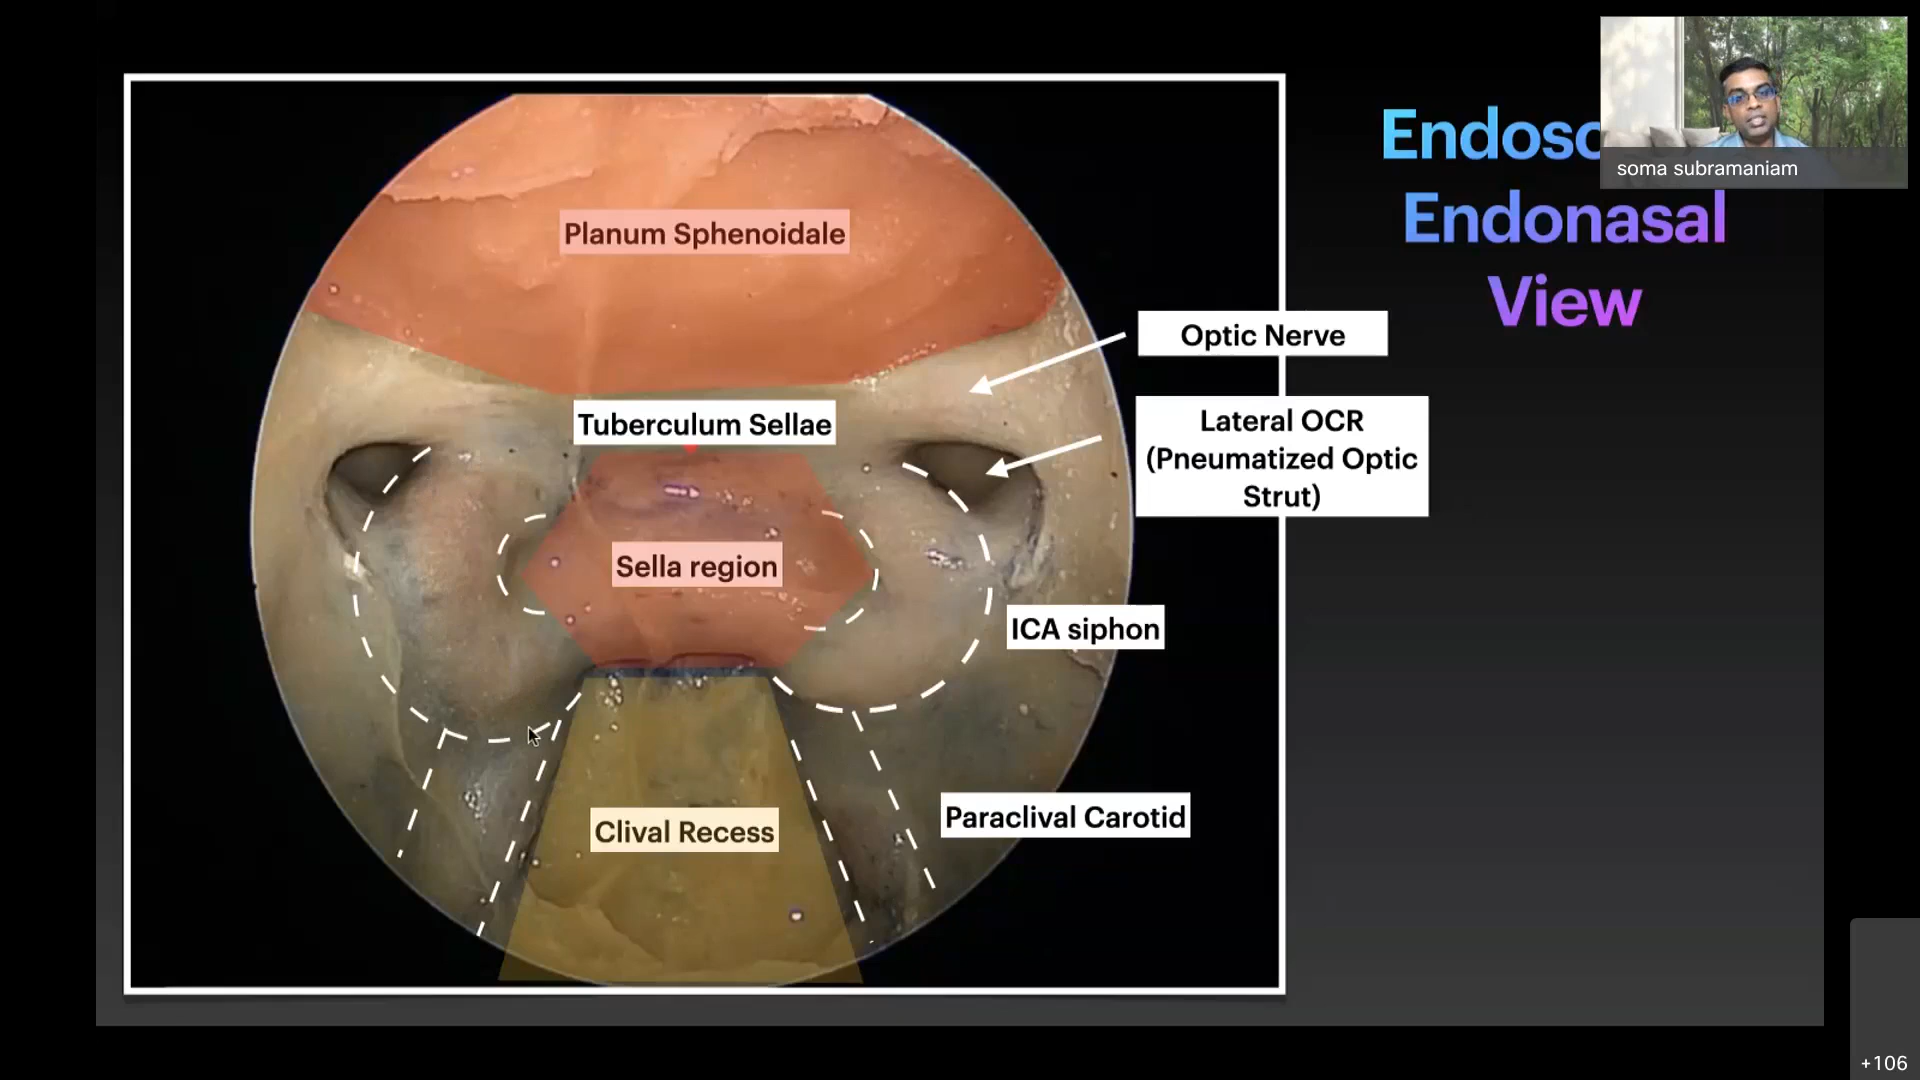 Endosc
Endonasal
View
soma subramaniam
Planum Sphenoidale
Optic Nerve
Tuberculum Sellae
Lateral OCR
(Pneumatized Optic
Strut)
Sella region
ICA siphon
Paraclival Carotid
Clival Recess
+106